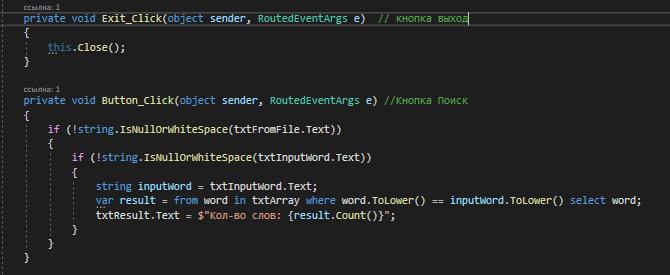 ссылка: 1
private void Exit_Click(object sender, RoutedEventArgs e)  // кнопка выход
{
    this.Close();
}
ссылка: 1
private void Button_Click(object sender, RoutedEventArgs e) //Кнопка Поиск
{
    if (!string.IsNullOrWhiteSpace(txtFromFile.Text))
    {
        if (!string.IsNullOrWhiteSpace(txtInputWord.Text))
        {
            string inputWord = txtInputWord.Text;
            var result = from word in txtArray where word.ToLower() == inputWord.ToLower() select word;
            txtResult.Text = $"Кол-во слов: {result.Count()}";
        }
    }
}